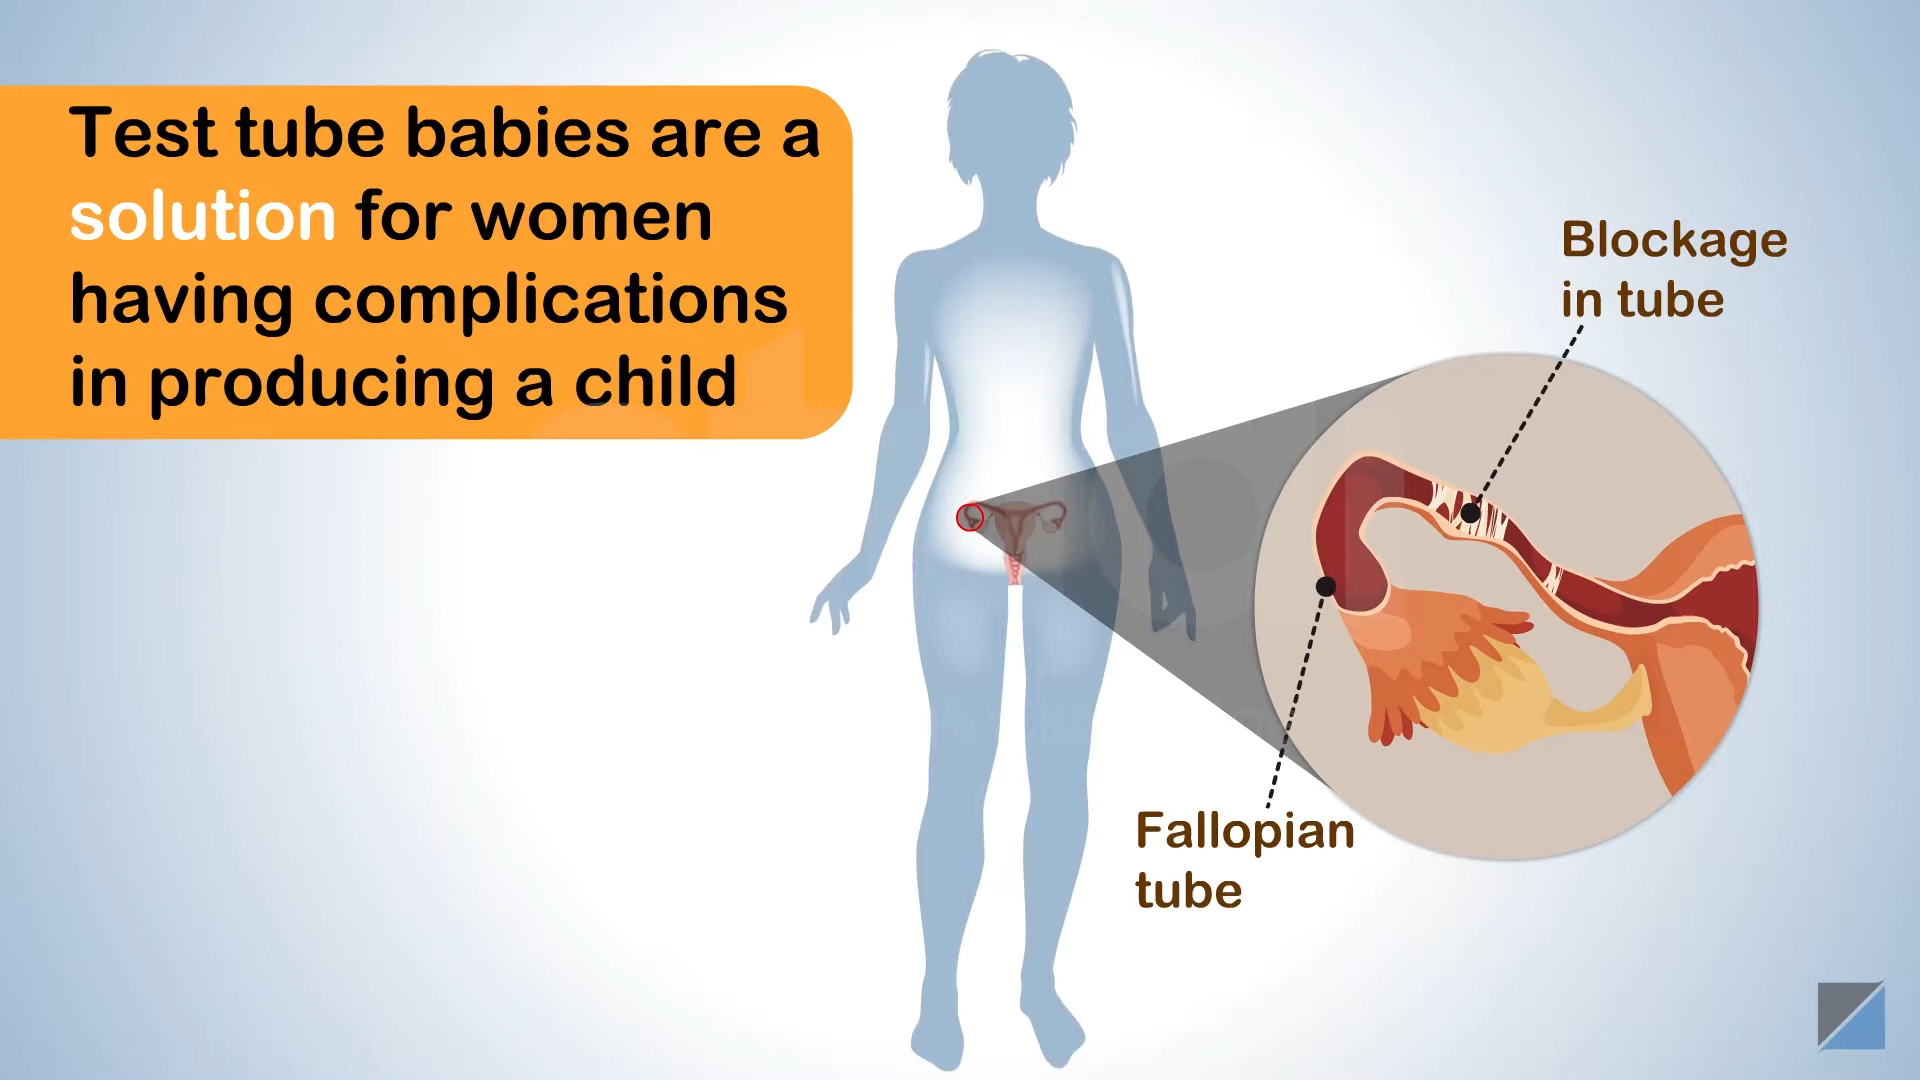 Test tube babies are a
solution for women
having complications
in producing a child
Blockage
in tube
Fallopian
tube